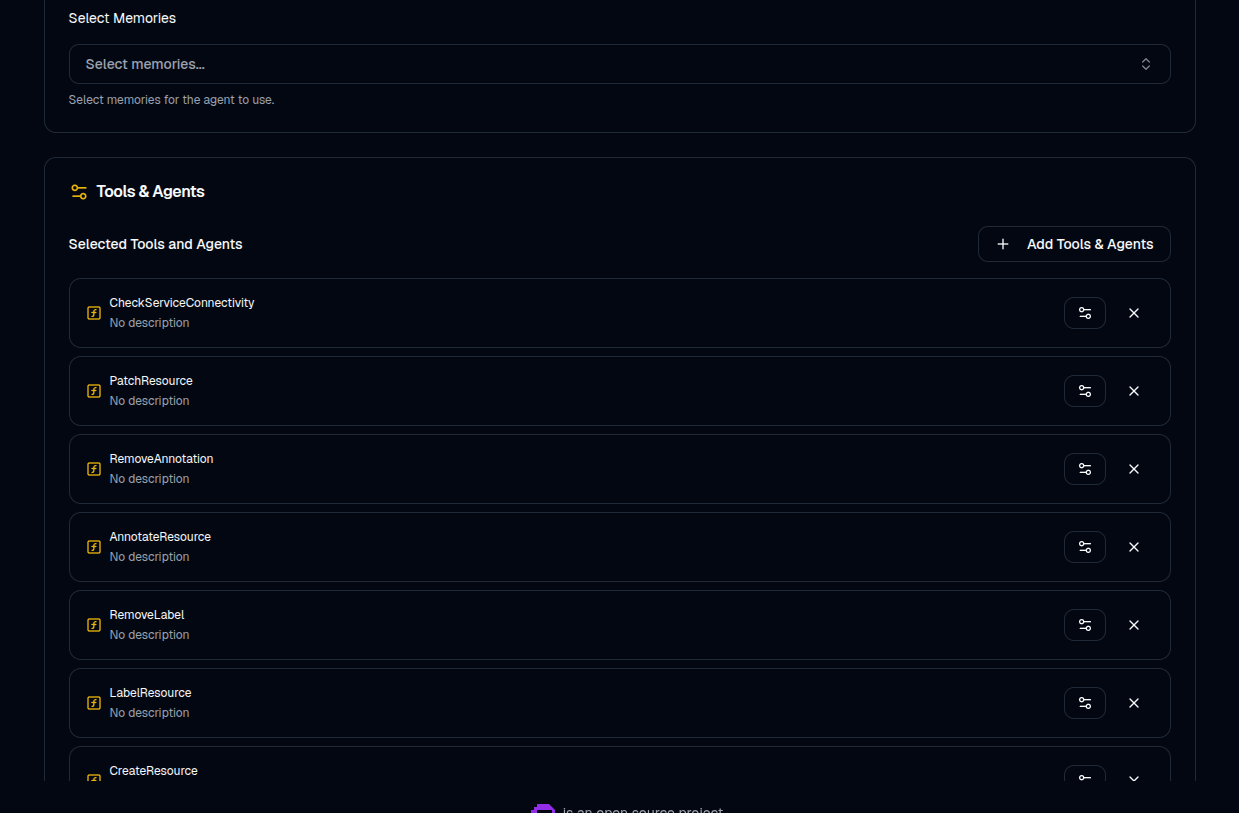 Select Memories
Select memories...
Select memories for the agent to use.
Tools & Agents
Selected Tools and Agents
Add Tools & Agents
CheckServiceConnectivity
No description
PatchResource
No description
RemoveAnnotation
No description
AnnotateResource
No description
RemoveLabel
No description
LabelResource
No description
CreateResource
is an open source project